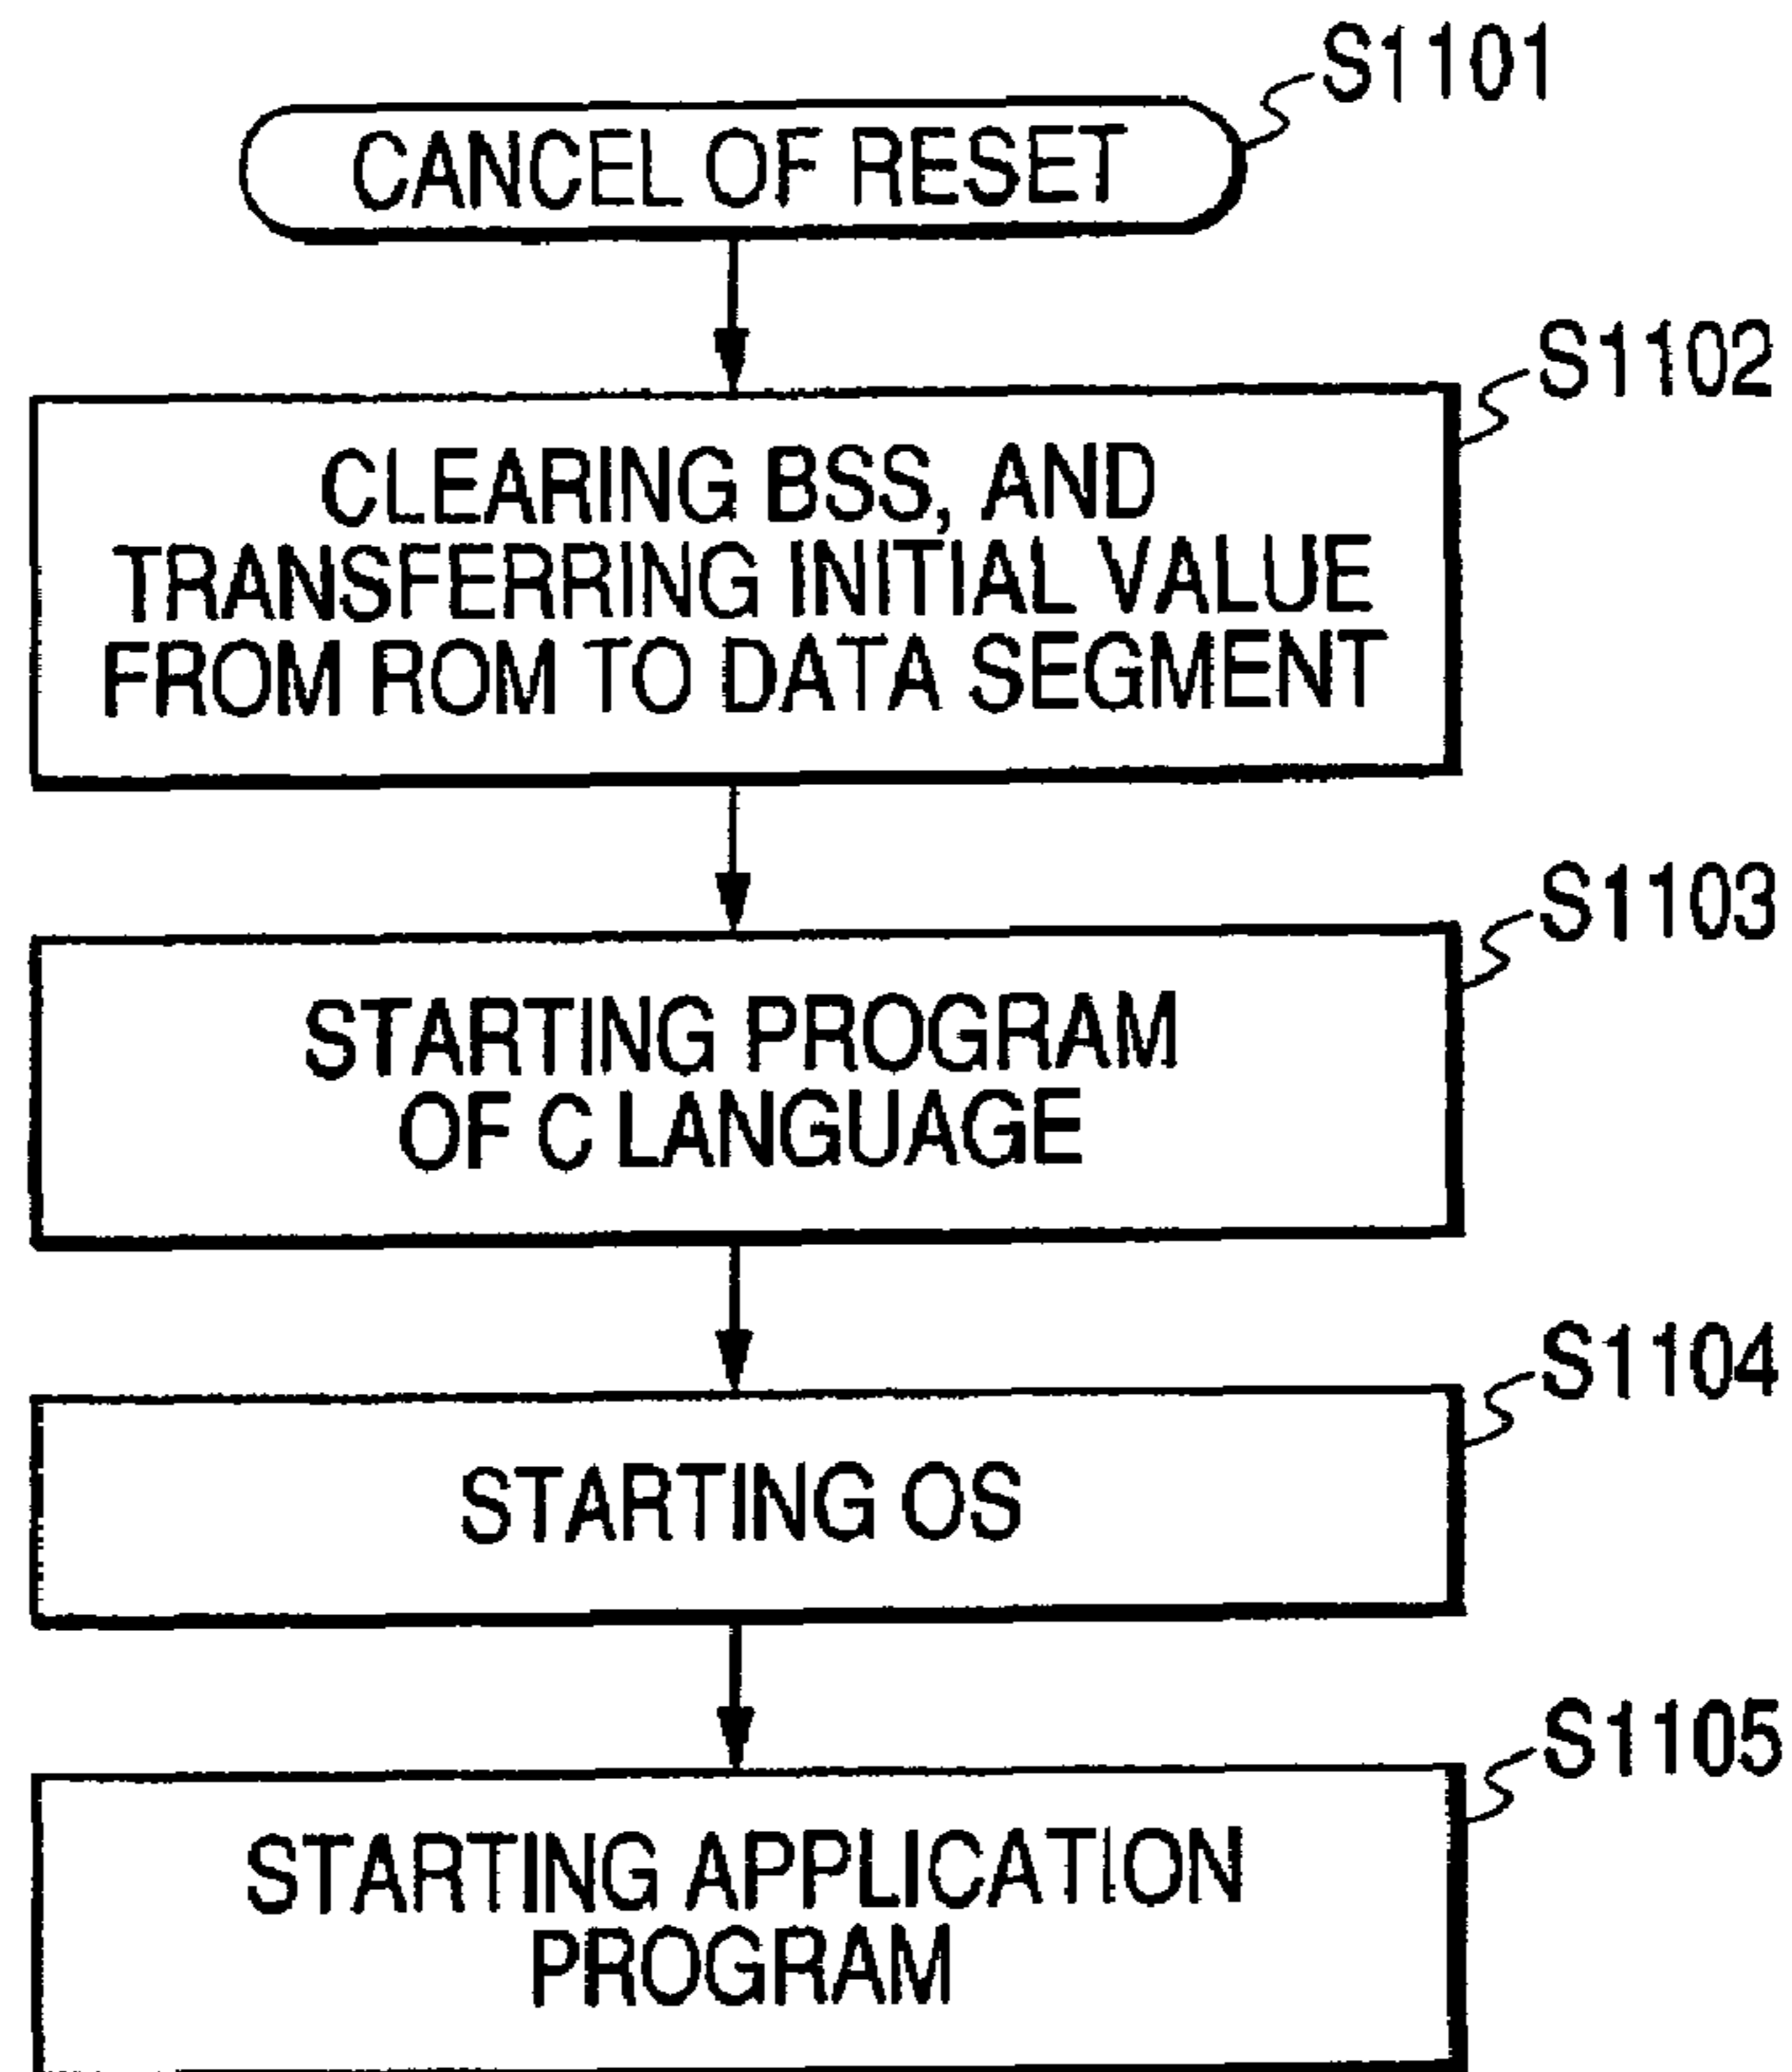 S1101
CANCEL OF RESET
S1102
CLEARING BSS, AND
TRANSFERRING INITIAL VALUE
FROM ROM TO DATA SEGMENT
S1103
STARTING PROGRAM
OF C LANGUAGE
S1104
STARTING OS
S1105
STARTING APPLICATION
PROGRAM